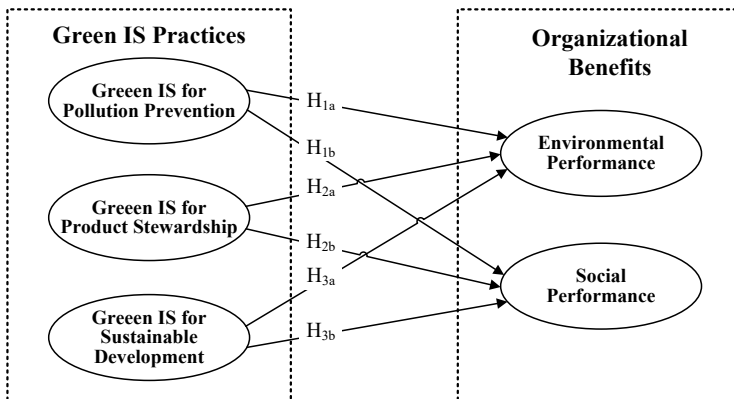 Green IS Practices
Greeen IS for
Pollution Prevention
Greeen IS for
Product Stewardship
Greeen IS for
Sustainable
Development
H1a
H1b
H2a
H2b
H3a
H3b
Organizational
Benefits
Environmental
Performance
Social
Performance